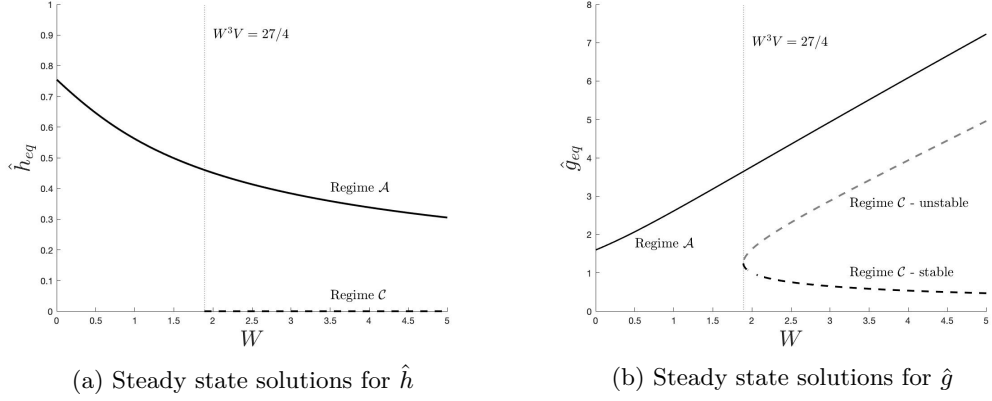 1
0.9
0.8
0.7
0.6
0.5
0.4
0.3
0.2
0.1
0
ĥ_eq
W³V = 27/4
Regime 𝒜
Regime 𝒞
0 0.5 1 1.5 2 2.5 3 3.5 4 4.5 5
W
(a) Steady state solutions for ĥ
8
7
6
5
4
3
2
1
0
ĝ_eq
W³V = 27/4
Regime 𝒞 - unstable
Regime 𝒜
Regime 𝒞 - stable
0 0.5 1 1.5 2 2.5 3 3.5 4 4.5 5
W
(b) Steady state solutions for ĝ